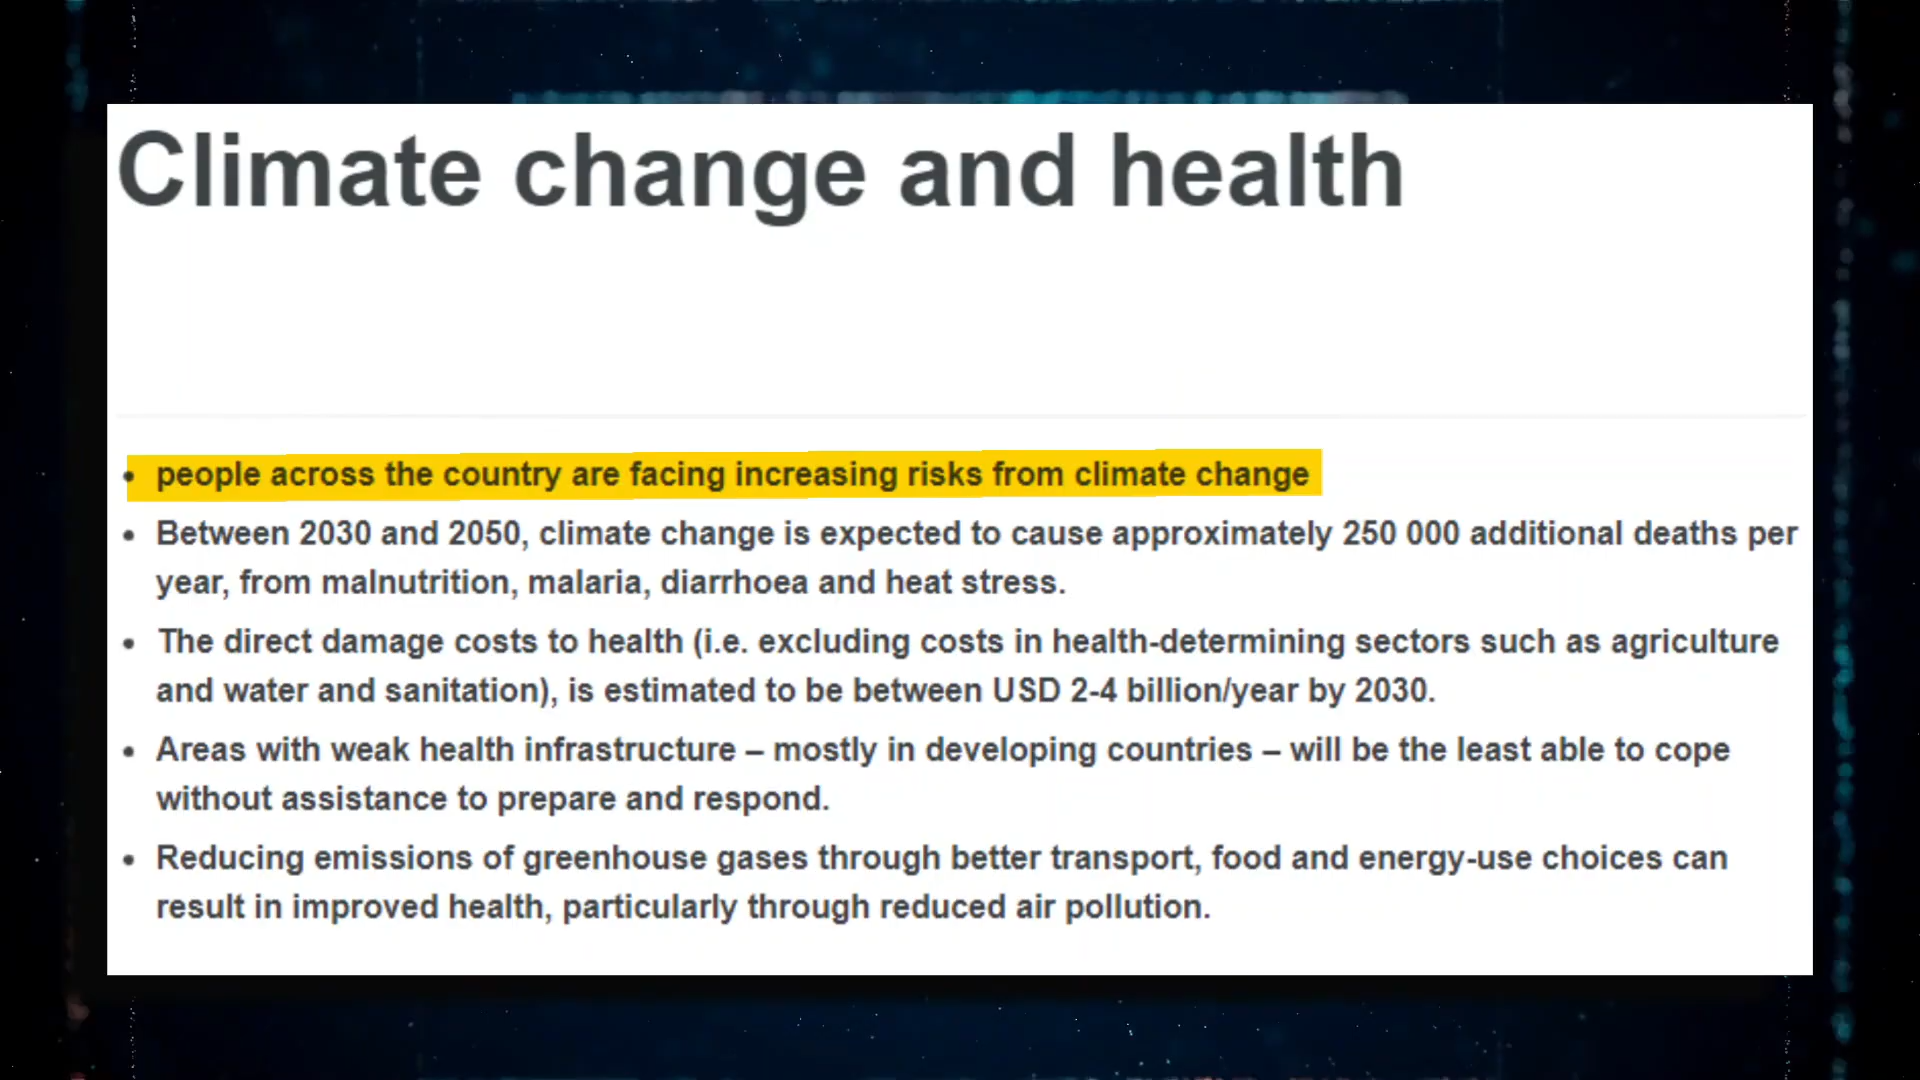 Climate change and health
• people across the country are facing increasing risks from climate change
• Between 2030 and 2050, climate change is expected to cause approximately 250 000 additional deaths per
year, from malnutrition, malaria, diarrhoea and heat stress.
• The direct damage costs to health (i.e. excluding costs in health-determining sectors such as agriculture
and water and sanitation), is estimated to be between USD 2-4 billion/year by 2030.
• Areas with weak health infrastructure – mostly in developing countries – will be the least able to cope
without assistance to prepare and respond.
• Reducing emissions of greenhouse gases through better transport, food and energy-use choices can
result in improved health, particularly through reduced air pollution.